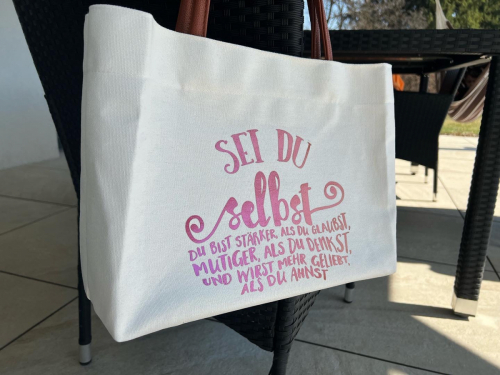 SEI DU
selbst
DU BIST STÄRKER, ALS DU GLAUBST,
MUTIGER, ALS DU DENKST,
UND WIRST MEHR GELIEBT,
ALS DU AHNST